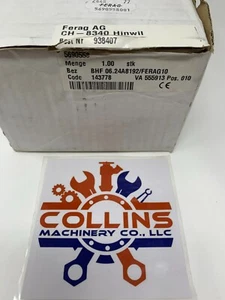 FERAG
Ferag AG
CH-8340 Hinwil
Best Nr 938407
Menge 1.00 stk
Bez BHF 06.24A8192/FERAG10
Code 143778 VA 555913 Pos. 010
COLLINS
MACHINERY CO., LLC